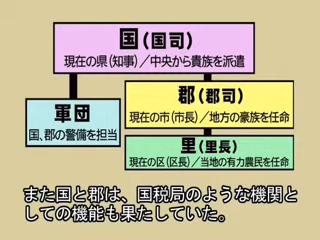 国(国司)
現在の県(知事)/中央から貴族を派遣
軍団
国、郡の警備を担当
郡(郡司)
現在の市(市長)/地方の豪族を任命
里(里長)
現在の区(区長)/当地の有力農民を任命
また国と郡は、国税局のような機関と
しての機能も果たしていた。